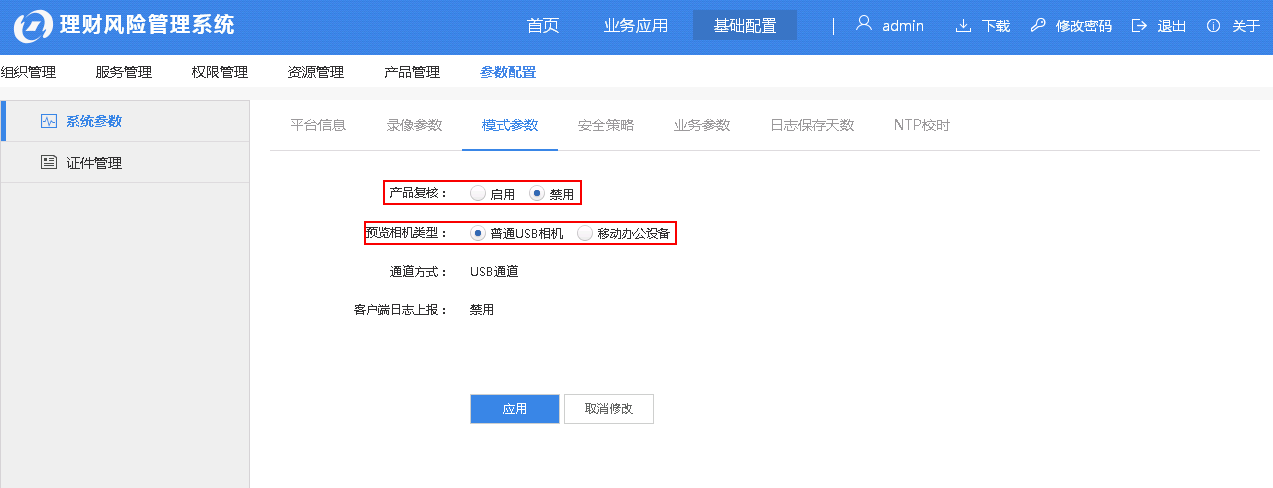 理财风险管理系统 首页 业务应用 基础配置 admin 下载 修改密码 退出 关于
组织管理 服务管理 权限管理 资源管理 产品管理 参数配置
系统参数
证件管理
平台信息 录像参数 模式参数 安全策略 业务参数 日志保存天数 NTP校时
产品复核： 启用 禁用
预览相机类型： 普通USB相机 移动办公设备
通道方式： USB通道
客户端日志上报： 禁用
应用 取消修改